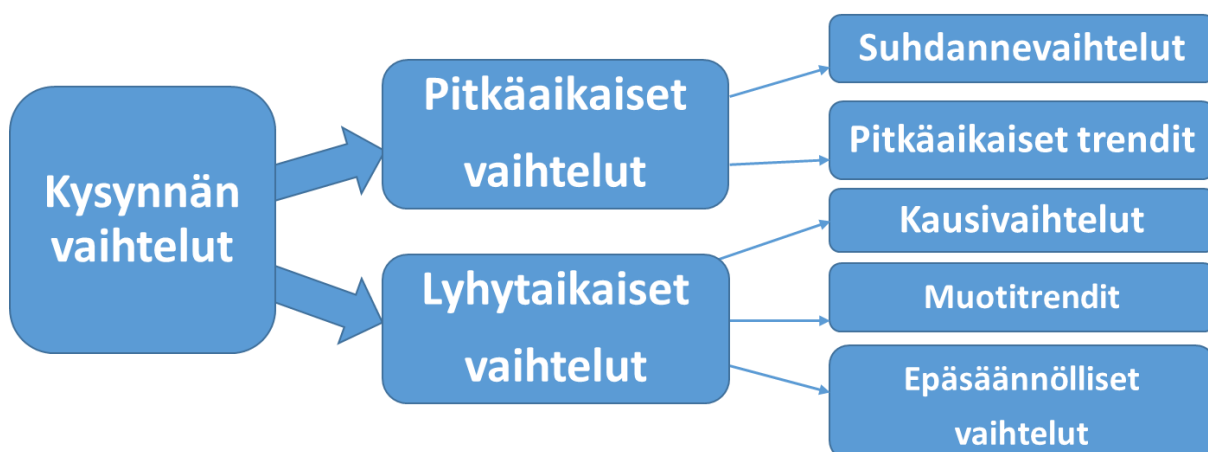 Kysynnän
vaihtelut
Pitkäaikaiset
vaihtelut
Lyhytaikaiset
vaihtelut
Suhdannevaihtelut
Pitkäaikaiset trendit
Kausivaihtelut
Muotitrendit
Epäsäännölliset
vaihtelut